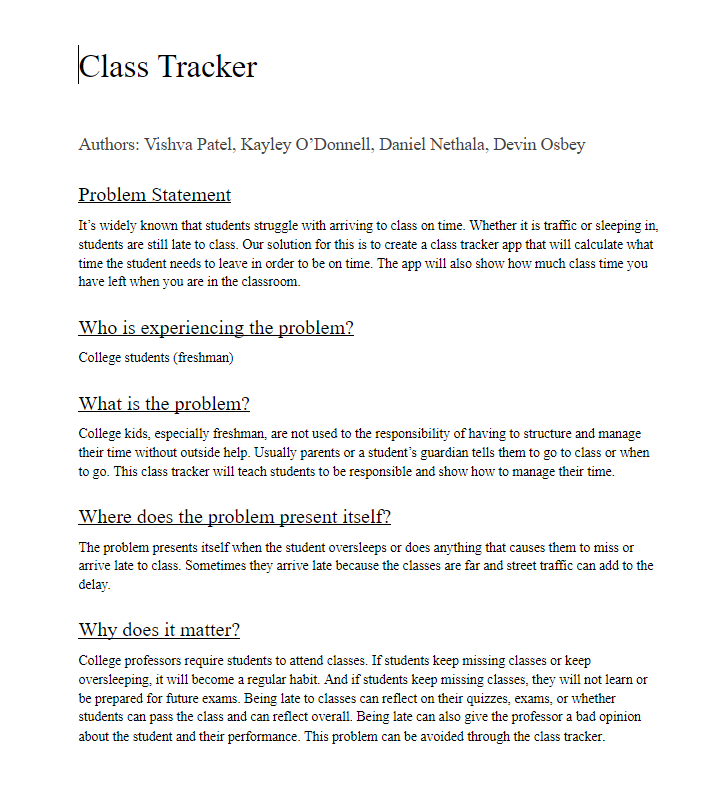 Class Tracker
Authors: Vishva Patel, Kayley O’Donnell, Daniel Nethala, Devin Osbey
Problem Statement
It’s widely known that students struggle with arriving to class on time. Whether it is traffic or sleeping in,
students are still late to class. Our solution for this is to create a class tracker app that will calculate what
time the student needs to leave in order to be on time. The app will also show how much class time you
have left when you are in the classroom.
Who is experiencing the problem?
College students (freshman)
What is the problem?
College kids, especially freshman, are not used to the responsibility of having to structure and manage
their time without outside help. Usually parents or a student’s guardian tells them to go to class or when
to go. This class tracker will teach students to be responsible and show how to manage their time.
Where does the problem present itself?
The problem presents itself when the student oversleeps or does anything that causes them to miss or
arrive late to class. Sometimes they arrive late because the classes are far and street traffic can add to the
delay.
Why does it matter?
College professors require students to attend classes. If students keep missing classes or keep
oversleeping, it will become a regular habit. And if students keep missing classes, they will not learn or
be prepared for future exams. Being late to classes can reflect on their quizzes, exams, or whether
students can pass the class and can reflect overall. Being late can also give the professor a bad opinion
about the student and their performance. This problem can be avoided through the class tracker.